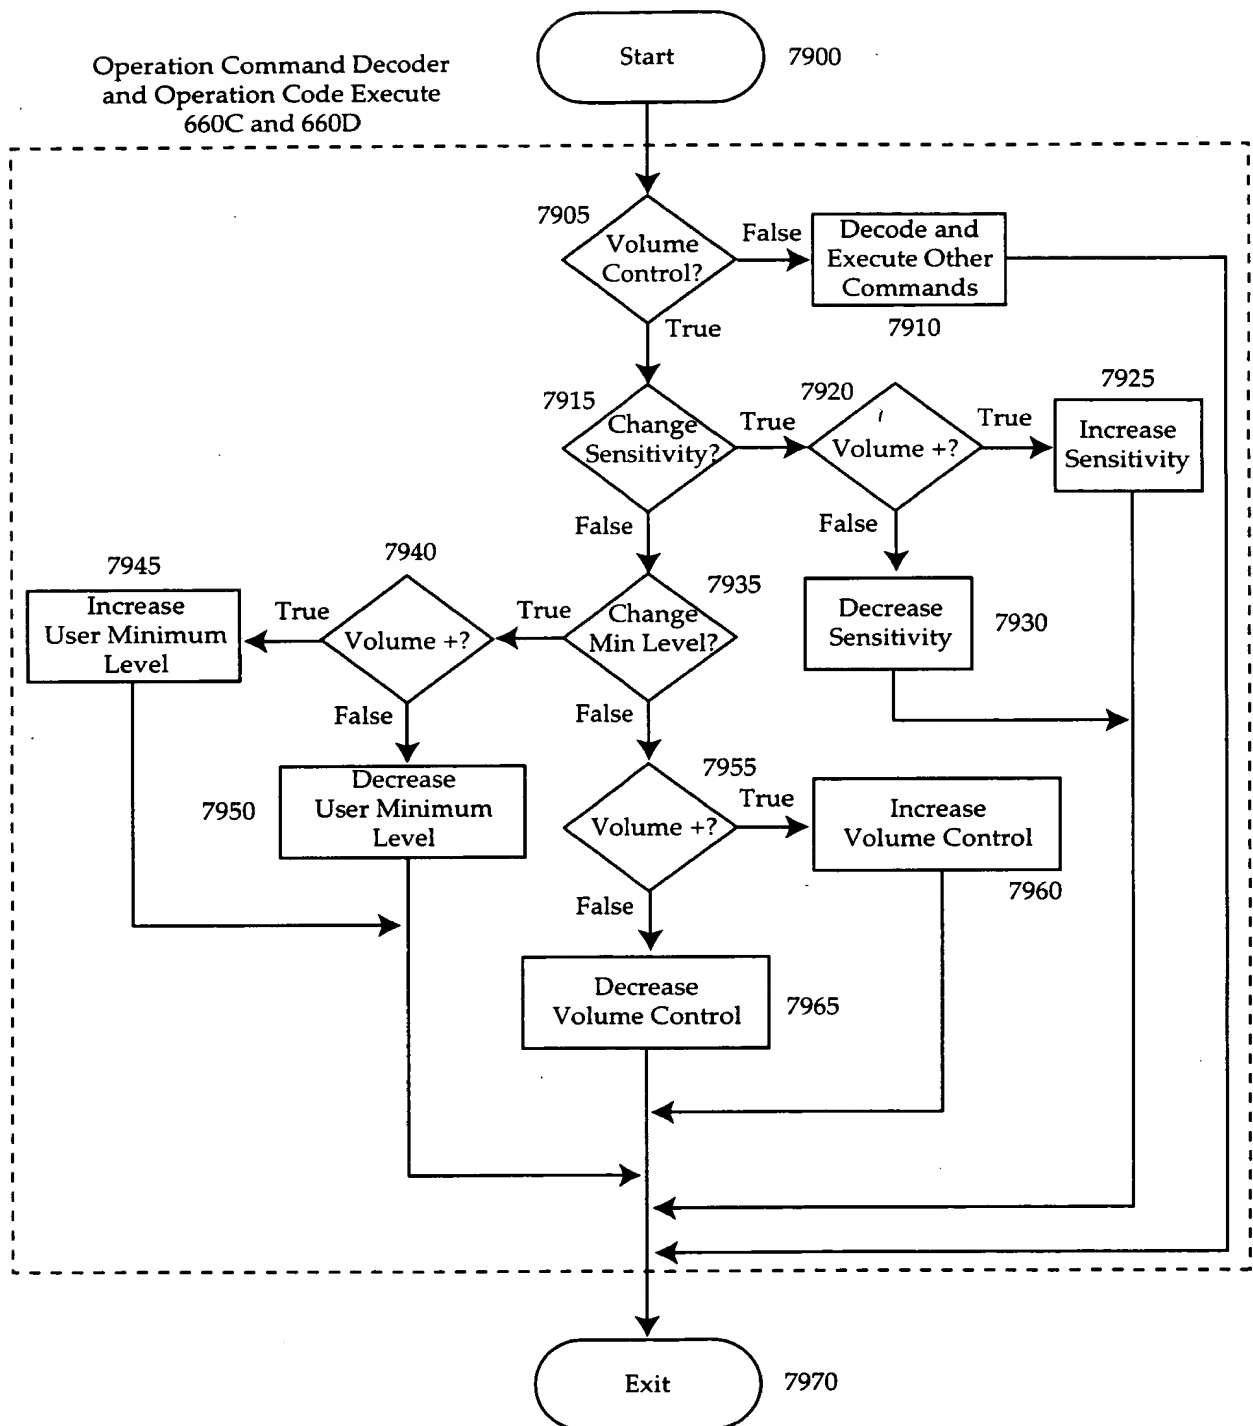 Start
7900
Operation Command Decoder
and Operation Code Execute
660C and 660D
7905
Volume
Control?
False
Decode and
Execute Other
Commands
7910
True
7915
Change
Sensitivity?
True
7920
Volume +?
True
7925
Increase
Sensitivity
False
False
7930
Decrease
Sensitivity
7935
Change
Min Level?
True
7940
Volume +?
True
7945
Increase
User Minimum
Level
False
7950
Decrease
User Minimum
Level
False
7955
Volume +?
True
Increase
Volume Control
7960
False
Decrease
Volume Control
7965
Exit
7970